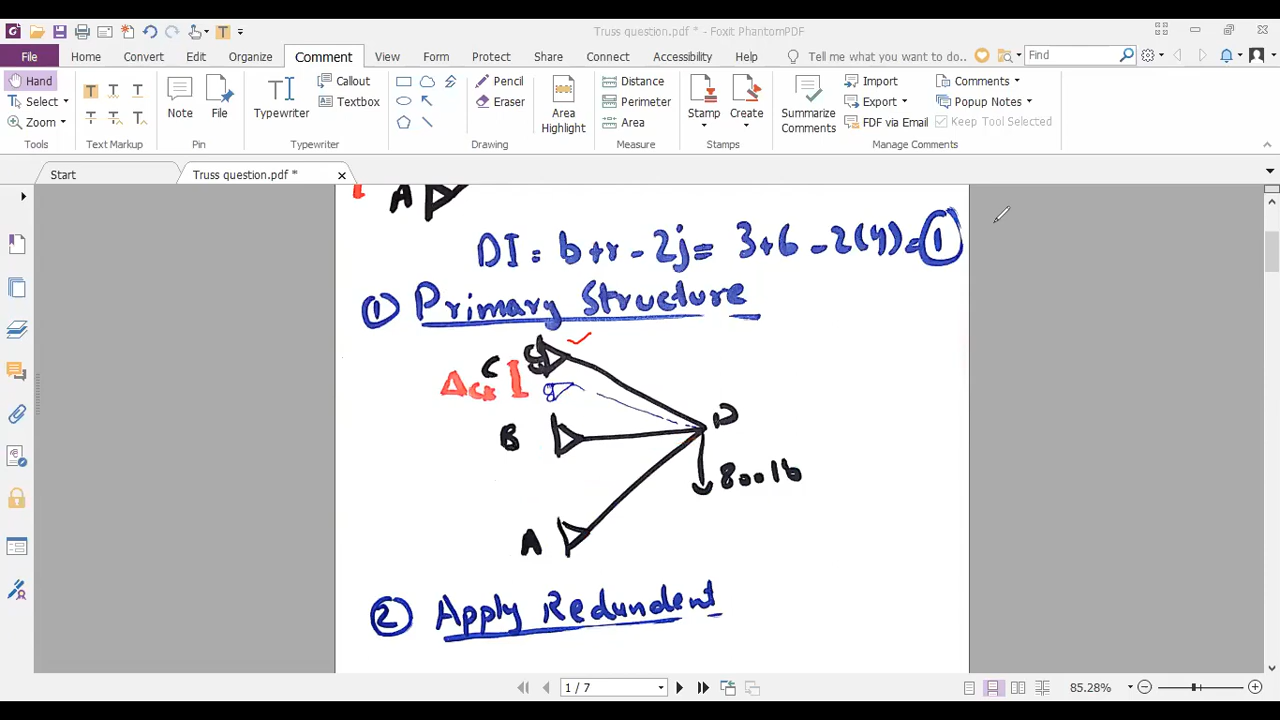 Truss question.pdf * - Foxit PhantomPDF
File Home Convert Edit Organize Comment View Form Protect Share Connect Accessibility Help Tell me what you want to do... Find
Hand
Select
Zoom
Tools
T T T
T T T
Text Markup
Note File
Pin
Typewriter
Callout
Textbox
Typewriter
Pencil
Eraser
Area Highlight
Drawing
Distance
Perimeter
Area
Measure
Stamp Create
Stamps
Summarize Comments
Import
Export
FDF via Email
Comments
Popup Notes
Keep Tool Selected
Manage Comments
Start
Truss question.pdf *
A
DI = b+r - 2j = 3+6 - 2(4) = 1
① Primary Structure
C
ΔCx
B
D
800lb
A
② Apply Redundent
1 / 7
85.28%